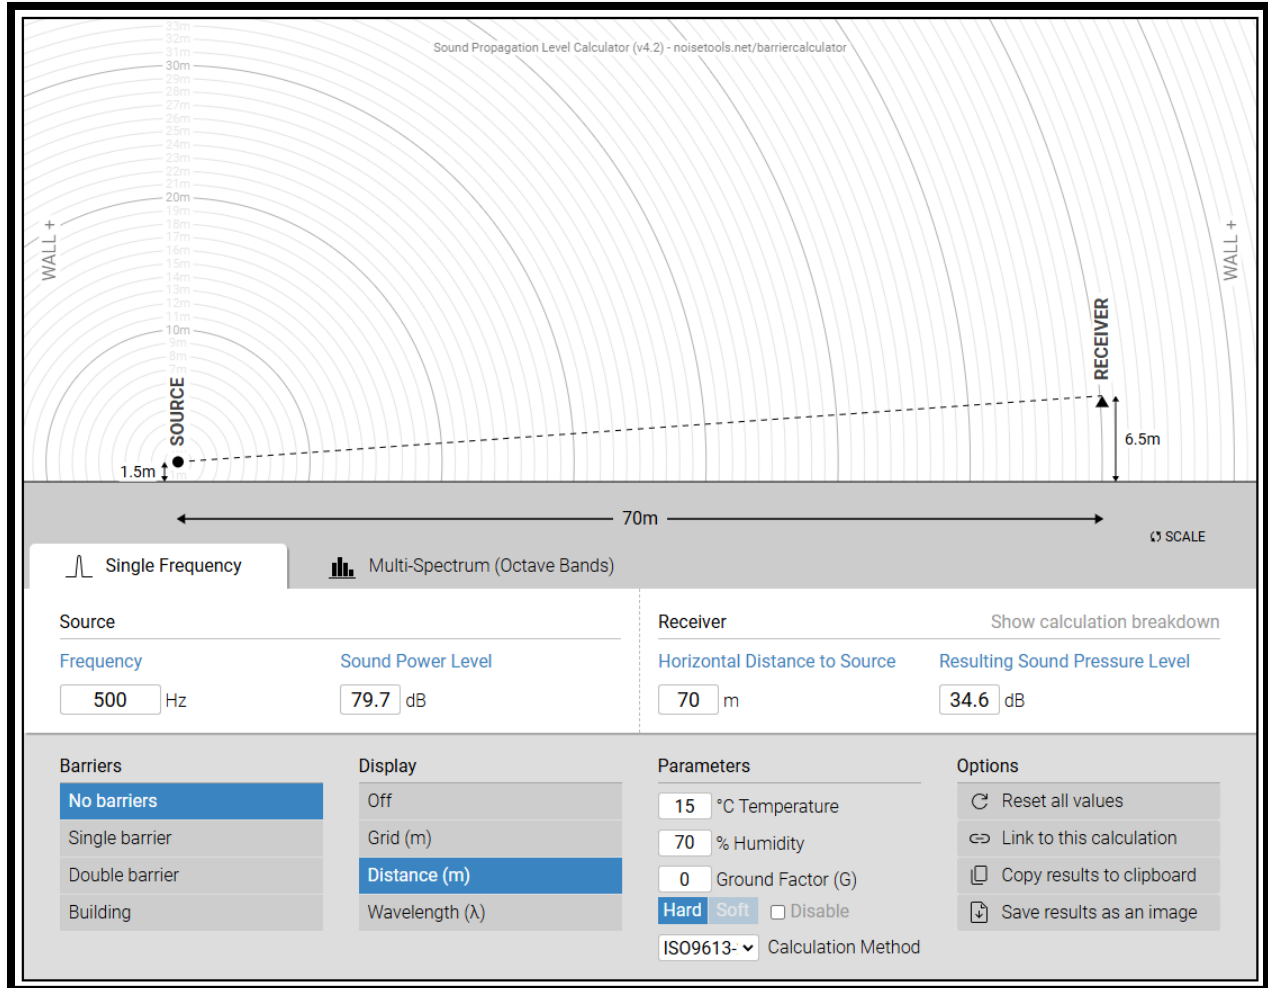 33m
32m
31m
Sound Propagation Level Calculator (v4.2) - noisetools.net/barriercalculator
30m
29m
28m
27m
26m
25m
24m
23m
22m
21m
20m
19m
18m
17m
16m
15m
14m
13m
12m
11m
10m
9m
8m
7m
WALL +
WALL +
SOURCE
RECEIVER
1.5m
6.5m
70m
SCALE
Single Frequency
Multi-Spectrum (Octave Bands)
Source
Frequency Sound Power Level
500 Hz 79.7 dB
Receiver Show calculation breakdown
Horizontal Distance to Source Resulting Sound Pressure Level
70 m 34.6 dB
Barriers
No barriers
Single barrier
Double barrier
Building
Display
Off
Grid (m)
Distance (m)
Wavelength (λ)
Parameters
15 °C Temperature
70 % Humidity
0 Ground Factor (G)
Hard Soft Disable
ISO9613- Calculation Method
Options
Reset all values
Link to this calculation
Copy results to clipboard
Save results as an image